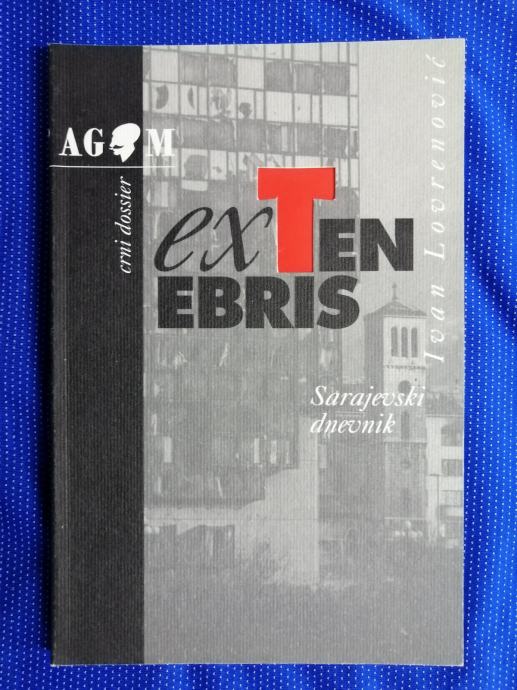 AGM
crni dossier
ex TEN
EBRIS
Ivan Lovrenović
Sarajevski
dnevnik